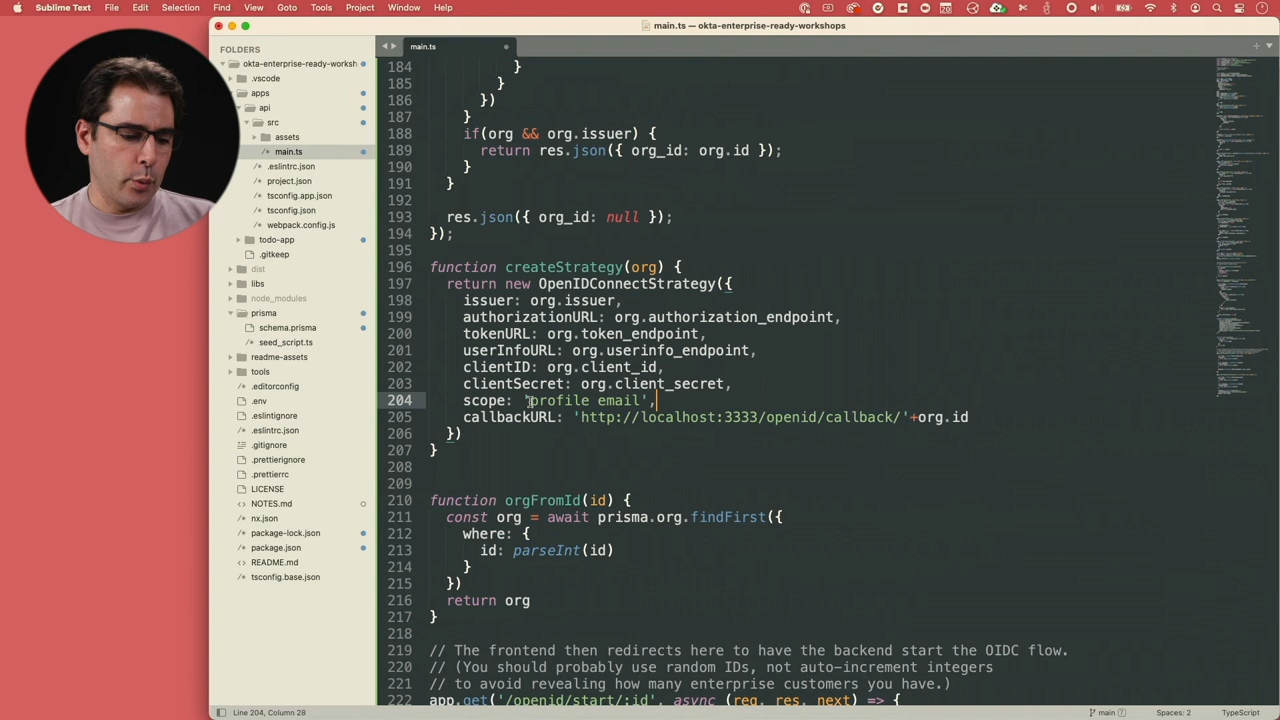 Sublime Text File Edit Selection Find View Goto Tools Project Window Help
main.ts — okta-enterprise-ready-workshops
FOLDERS
okta-enterprise-ready-worksh
.vscode
apps
api
src
assets
main.ts
.eslintrc.json
project.json
tsconfig.app.json
tsconfig.json
webpack.config.js
todo-app
.gitkeep
dist
libs
node_modules
prisma
schema.prisma
seed_script.ts
readme-assets
tools
.editorconfig
.env
.eslintignore
.eslintrc.json
.gitignore
.prettierignore
.prettierrc
LICENSE
NOTES.md
nx.json
package-lock.json
package.json
README.md
tsconfig.base.json
main.ts
184 }
185 }
186 })
187 }
188 if(org && org.issuer) {
189 return res.json({ org_id: org.id });
190 }
191 }
192
193 res.json({ org_id: null });
194 });
195
196 function createStrategy(org) {
197 return new OpenIDConnectStrategy({
198 issuer: org.issuer,
199 authorizationURL: org.authorization_endpoint,
200 tokenURL: org.token_endpoint,
201 userInfoURL: org.userinfo_endpoint,
202 clientID: org.client_id,
203 clientSecret: org.client_secret,
204 scope: 'profile email',
205 callbackURL: 'http://localhost:3333/openid/callback/'+org.id
206 })
207 }
208
209
210 function orgFromId(id) {
211 const org = await prisma.org.findFirst({
212 where: {
213 id: parseInt(id)
214 }
215 })
216 return org
217 }
218
219 // The frontend then redirects here to have the backend start the OIDC flow.
220 // (You should probably use random IDs, not auto-increment integers
221 // to avoid revealing how many enterprise customers you have.)
222 app.get('/openid/start/:id', async (req, res, next) => {
Line 204, Column 28
main 7
Spaces: 2
TypeScript